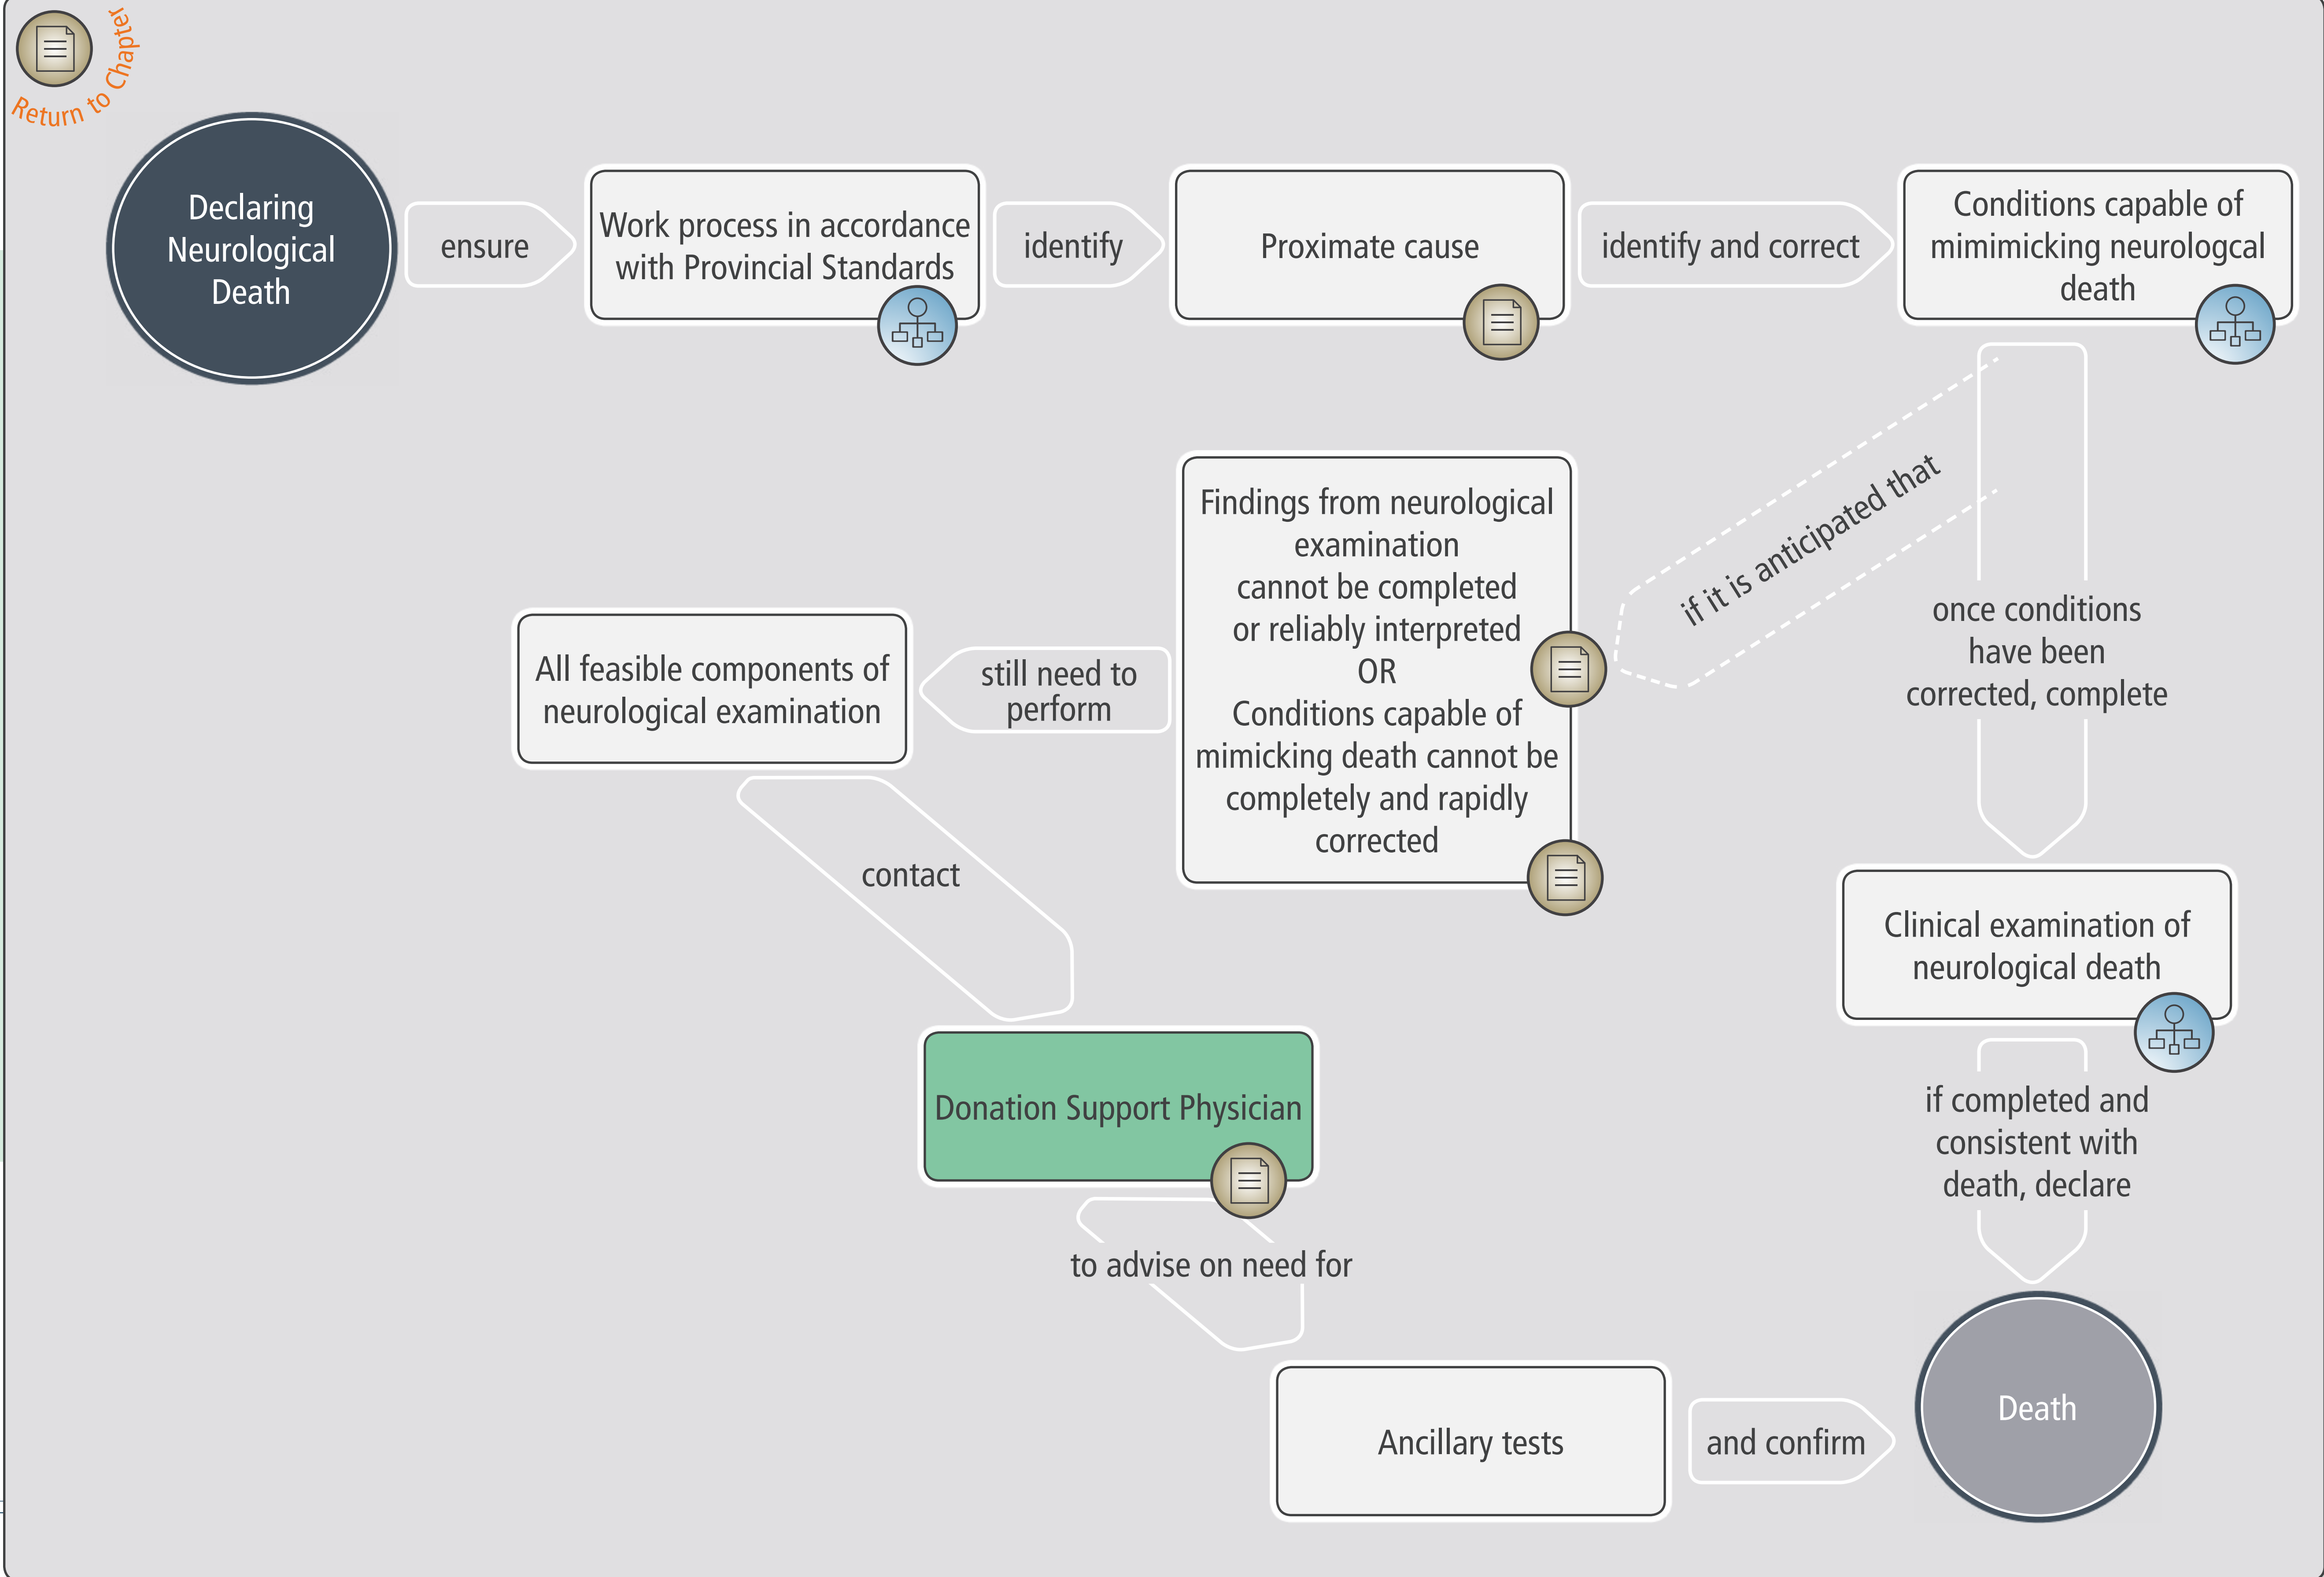 Return to Chapter
Declaring
Neurological
Death
ensure
Work process in accordance
with Provincial Standards
identify
Proximate cause
identify and correct
Conditions capable of
mimimicking neurologcal
death
if it is anticipated that
once conditions
have been
corrected, complete
Findings from neurological
examination
cannot be completed
or reliably interpreted
OR
Conditions capable of
mimicking death cannot be
completely and rapidly
corrected
still need to
perform
All feasible components of
neurological examination
contact
Donation Support Physician
to advise on need for
Ancillary tests
and confirm
Clinical examination of
neurological death
if completed and
consistent with
death, declare
Death